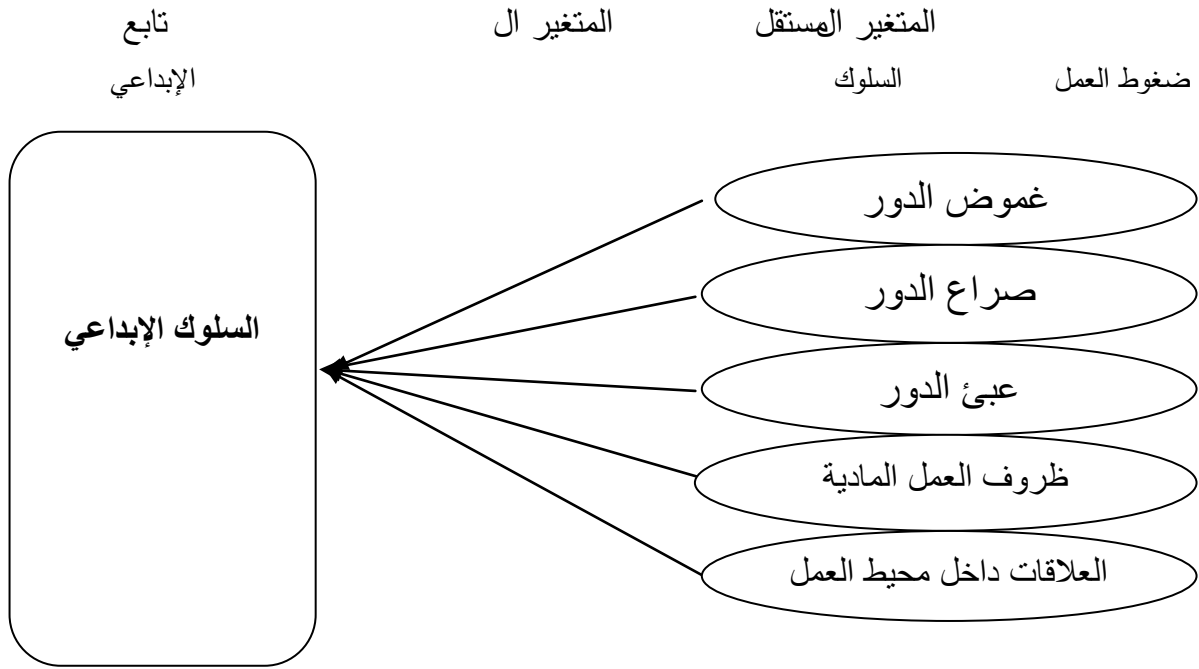 المتغير المستقل المتغير ال تابع
ضغوط العمل السلوك الإبداعي
غموض الدور
صراع الدور
السلوك الإبداعي
عبئ الدور
ظروف العمل المادية
العلاقات داخل محيط العمل